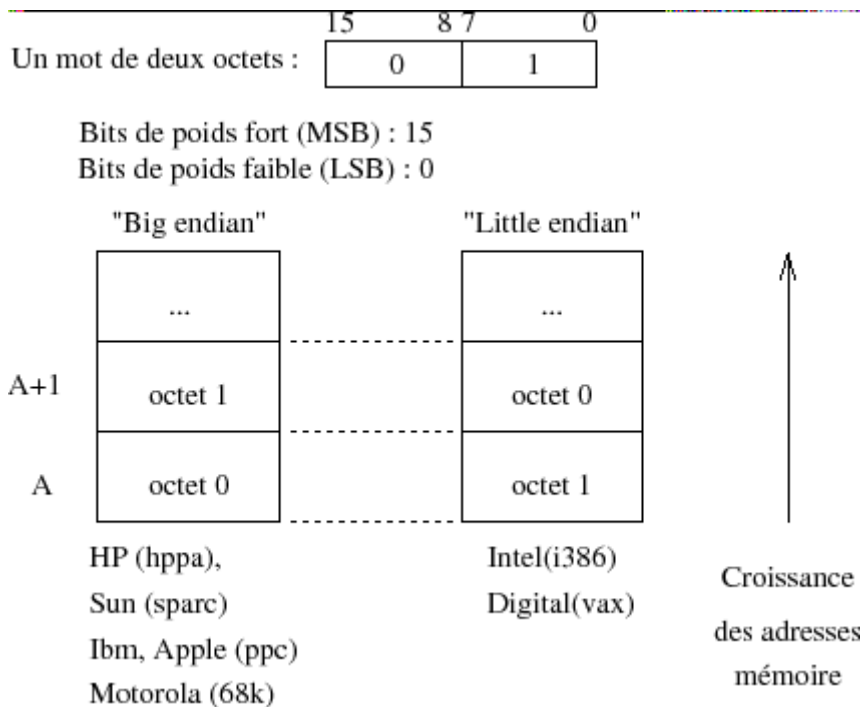 15 8 7 0
Un mot de deux octets : 0 1
Bits de poids fort (MSB) : 15
Bits de poids faible (LSB) : 0
"Big endian" "Little endian"
... ...
A+1 octet 1 octet 0
A octet 0 octet 1
HP (hppa), Intel(i386)
Sun (sparc) Digital(vax)
Ibm, Apple (ppc)
Motorola (68k)
Croissance
des adresses
mémoire